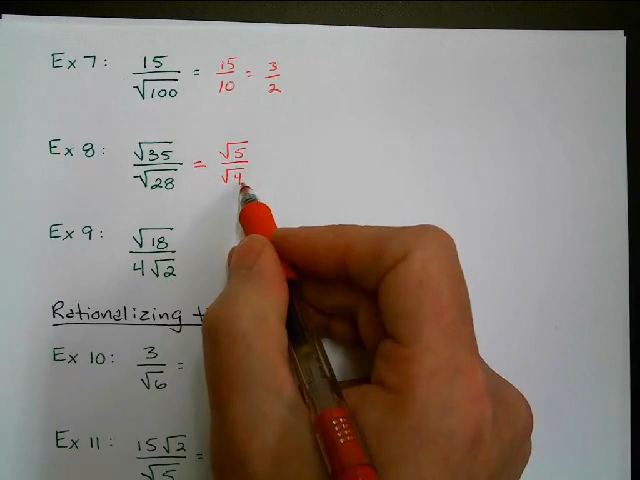 Ex 7: 15/√100 = 15/10 = 3/2
Ex 8: √35/√28 = √5/√4
Ex 9: √18/4√2
Rationalizing
Ex 10: 3/√6 =
Ex 11: 15√2/√5 =